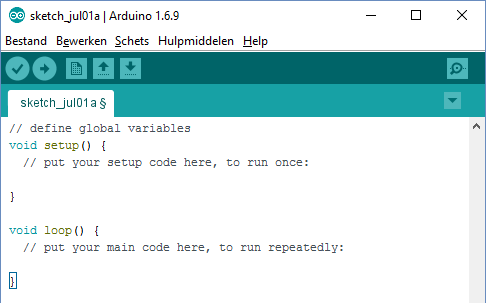 sketch_jul01a | Arduino 1.6.9
Bestand Bewerken Schets Hulpmiddelen Help
sketch_jul01a §
// define global variables
void setup() {
  // put your setup code here, to run once:
}
void loop() {
  // put your main code here, to run repeatedly:
}